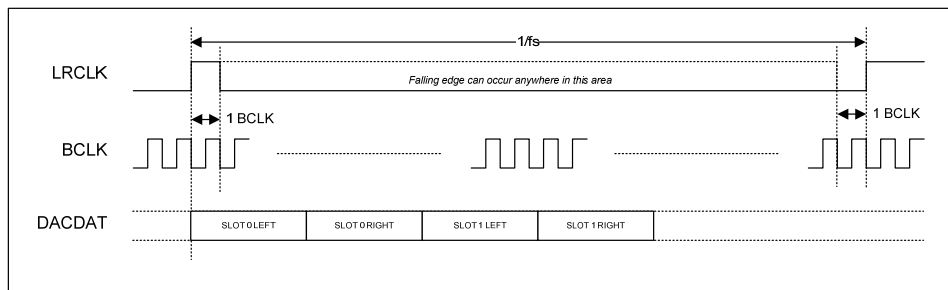 1/fs
LRCLK
Falling edge can occur anywhere in this area
1 BCLK
1 BCLK
BCLK
DACDAT
SLOT 0 LEFT
SLOT 0 RIGHT
SLOT 1 LEFT
SLOT 1 RIGHT